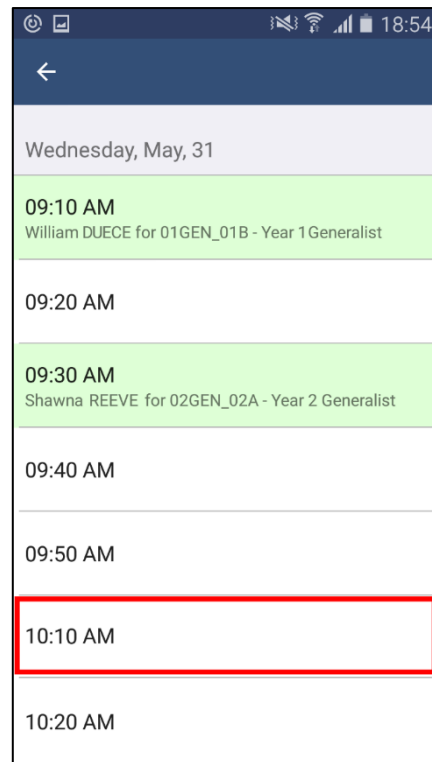 18:54
Wednesday, May, 31
09:10 AM
William DUECE for 01GEN_01B - Year 1 Generalist
09:20 AM
09:30 AM
Shawna REEVE for 02GEN_02A - Year 2 Generalist
09:40 AM
09:50 AM
10:10 AM
10:20 AM